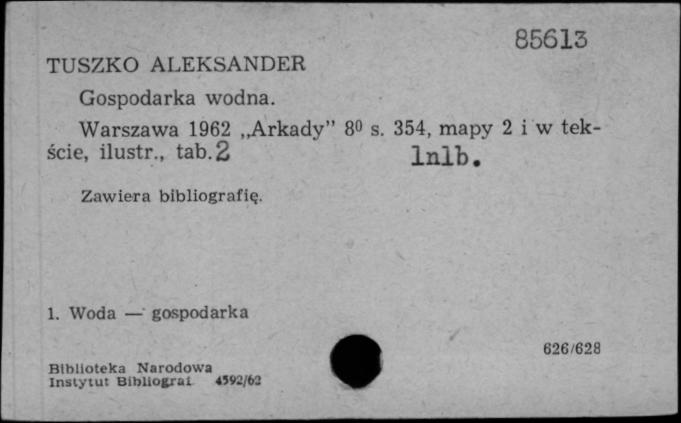 85613
TUSZKO ALEKSANDER
Gospodarka wodna.
Warszawa 1962 „Arkady” 8⁰ s. 354, mapy 2 i w tek-
ście, ilustr., tab. 2 lnlb.
Zawiera bibliografię.
1. Woda — gospodarka
626/628
Biblioteka Narodowa
Instytut Bibliograf. 4592/62